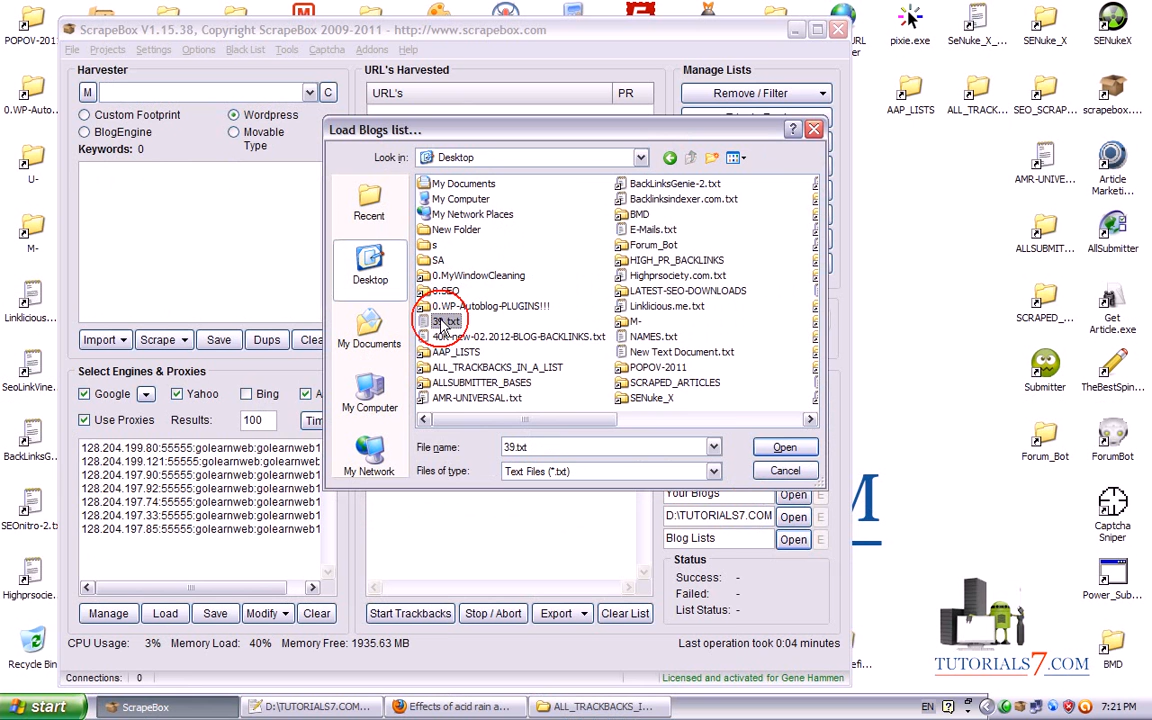 ScrapeBox V1.15.38, Copyright ScrapeBox 2009-2011 - http://www.scrapebox.com
File Projects Settings Options Black List Tools Captcha Addons Help
Harvester
URL's Harvested
Manage Lists
M
C
URL's
PR
Remove / Filter
Custom Footprint
Wordpress
BlogEngine
Movable Type
Keywords: 0
Import
Scrape
Save
Dups
Clea
Select Engines & Proxies
Google
Yahoo
Bing
A
Use Proxies
Results:
100
Tim
128.204.199.80:55555:golearnweb:golearnweb1
128.204.199.121:55555:golearnweb:golearnweb1
128.204.197.90:55555:golearnweb:golearnweb1
128.204.197.92:55555:golearnweb:golearnweb1
128.204.197.74:55555:golearnweb:golearnweb1
128.204.197.33:55555:golearnweb:golearnweb1
128.204.197.85:55555:golearnweb:golearnweb1
Manage
Load
Save
Modify
Clear
Load Blogs list...
Look in:
Desktop
Recent
Desktop
My Documents
My Computer
My Network
My Documents
My Computer
My Network Places
New Folder
s
SA
0.MyWindowCleaning
0.SEO
0.WP-Autoblog-PLUGINS!!!
39.txt
40K-new-02.2012-BLOG-BACKLINKS.txt
AAP_LISTS
ALL_TRACKBACKS_IN_A_LIST
ALLSUBMITTER_BASES
AMR-UNIVERSAL.txt
BackLinksGenie-2.txt
Backlinksindexer.com.txt
BMD
E-Mails.txt
Forum_Bot
HIGH_PR_BACKLINKS
Highprsociety.com.txt
LATEST-SEO-DOWNLOADS
Linklicious.me.txt
M-
NAMES.txt
New Text Document.txt
POPOV-2011
SCRAPED_ARTICLES
SENuke_X
File name:
39.txt
Open
Files of type:
Text Files (*.txt)
Cancel
Your Blogs
Open
E
D:\TUTORIALS7.COM
Open
E
Blog Lists
Open
E
Status
Success: -
Failed: -
List Status: -
Start Trackbacks
Stop / Abort
Export
Clear List
CPU Usage: 3% Memory Load: 40% Memory Free: 1935.63 MB
Last operation took 0:04 minutes
Connections: 0
Licensed and activated for Gene Hammen
POPOV-201
0.WP-Auto...
U-
M-
Linklicious...
SeoLinkVine
BackLinksG
SEOnitro-2.t
Highprsocie
Recycle Bin
URL
pixie.exe
SeNuke_X_...
SENuke_X
SENukeX
AAP_LISTS
ALL_TRACK...
SEO_SCRAP...
scrapebox....
AMR-UNIVE...
Article
Marketi...
ALLSUBMIT...
AllSubmitter
SCRAPED_...
Get
Article.exe
Submitter
TheBestSpin...
Forum_Bot
ForumBot
Captcha
Sniper
Power_Sub...
BMD
M
TUTORIALS7.COM
start
ScrapeBox
D:\TUTORIALS7.COM...
Effects of acid rain a...
ALL_TRACKBACKS_I...
EN
7:21 PM